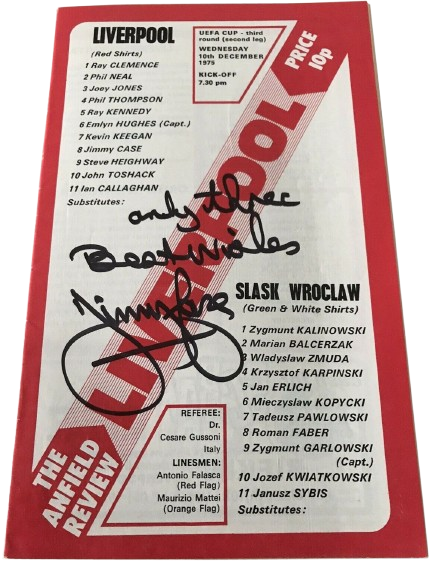 LIVERPOOL
(Red Shirts)
1 Ray CLEMENCE
2 Phil NEAL
3 Joey JONES
4 Phil THOMPSON
5 Ray KENNEDY
6 Emlyn HUGHES (Capt.)
7 Kevin KEEGAN
8 Jimmy CASE
9 Steve HEIGHWAY
10 John TOSHACK
11 Ian CALLAGHAN
Substitutes:
UEFA CUP - third
round (second leg)
WEDNESDAY
10th DECEMBER
1975
KICK-OFF
7.30 pm
PRICE
10p
LIVERPOOL
only three
Best Wishes
Jimmy Case
SLASK WROCLAW
(Green & White Shirts)
1 Zygmunt KALINOWSKI
2 Marian BALCERZAK
3 Wladyslaw ZMUDA
4 Krzysztof KARPINSKI
5 Jan ERLICH
6 Mieczyslaw KOPYCKI
7 Tadeusz PAWLOWSKI
8 Roman FABER
9 Zygmunt GARLOWSKI
(Capt.)
10 Jozef KWIATKOWSKI
11 Janusz SYBIS
Substitutes:
REFEREE:
Dr.
Cesare Gussoni
Italy
LINESMEN:
Antonio Falasca
(Red Flag)
Maurizio Mattei
(Orange Flag)
THE
ANFIELD
REVIEW